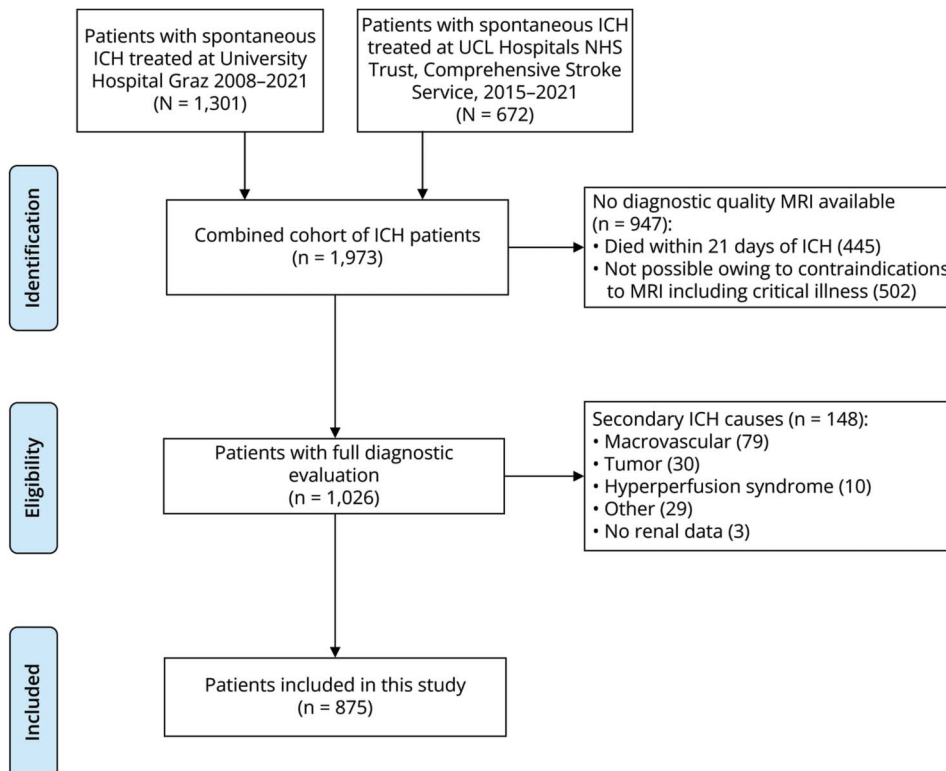 Patients with spontaneous
ICH treated at University
Hospital Graz 2008–2021
(N = 1,301)
Patients with spontaneous ICH
treated at UCL Hospitals NHS
Trust, Comprehensive Stroke
Service, 2015–2021
(N = 672)
Identification
Combined cohort of ICH patients
(n = 1,973)
No diagnostic quality MRI available
(n = 947):
• Died within 21 days of ICH (445)
• Not possible owing to contraindications
to MRI including critical illness (502)
Eligibility
Patients with full diagnostic
evaluation
(n = 1,026)
Secondary ICH causes (n = 148):
• Macrovascular (79)
• Tumor (30)
• Hyperperfusion syndrome (10)
• Other (29)
• No renal data (3)
Included
Patients included in this study
(n = 875)